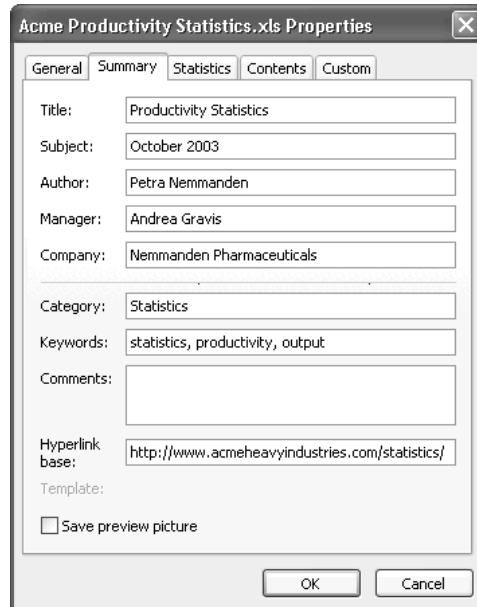 Acme Productivity Statistics.xls Properties
General Summary Statistics Contents Custom
Title: Productivity Statistics
Subject: October 2003
Author: Petra Nemmanden
Manager: Andrea Gravis
Company: Nemmanden Pharmaceuticals
Category: Statistics
Keywords: statistics, productivity, output
Comments:
Hyperlink
base: http://www.acmeheavyindustries.com/statistics/
Template:
Save preview picture
OK Cancel